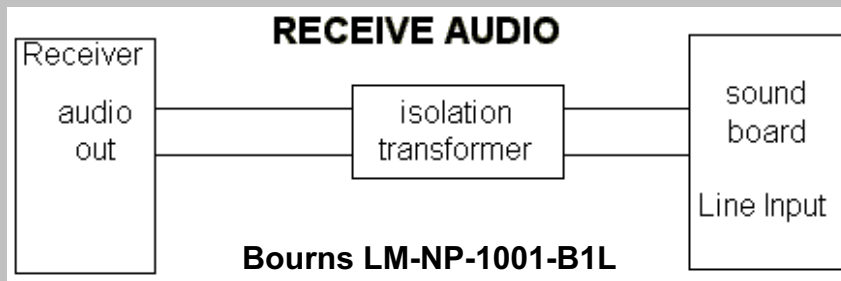 RECEIVE AUDIO
Receiver
audio
out
isolation
transformer
sound
board
Line Input
Bourns LM-NP-1001-B1L